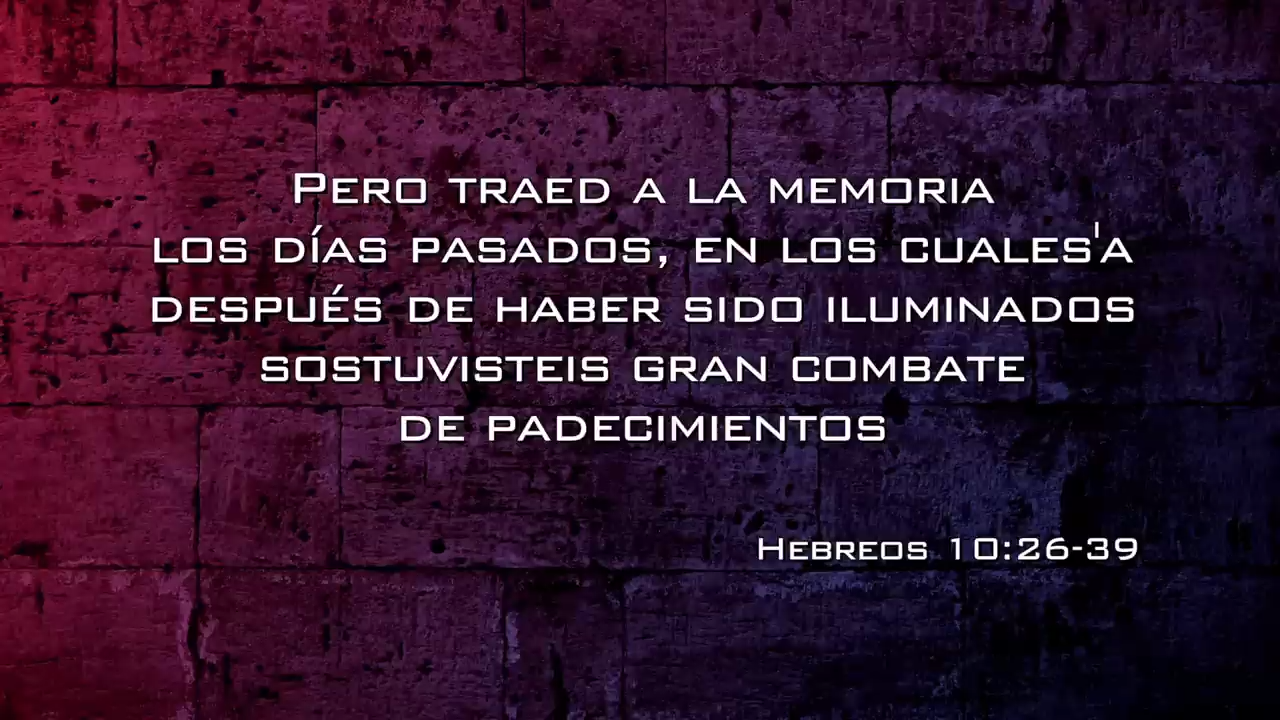 Pero traed a la memoria
los días pasados, en los cuales'a
después de haber sido iluminados
sostuvisteis gran combate
de padecimientos
Hebreos 10:26-39